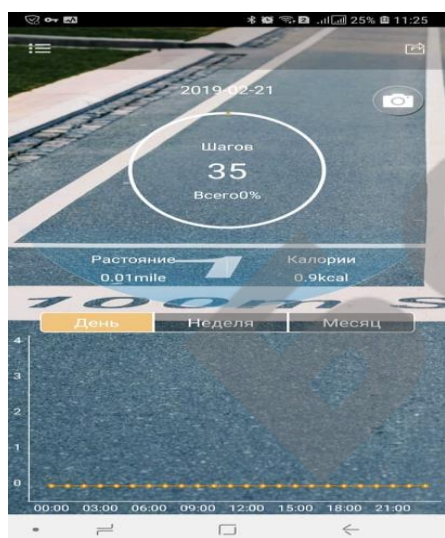 25% 11:25
2019-02-21
Шагов
35
Всего0%
Растояние
Калории
0.01mile
0.9kcal
100m S
День Неделя Месяц
4
3
2
1
0
00:00 03:00 06:00 09:00 12:00 15:00 18:00 21:00